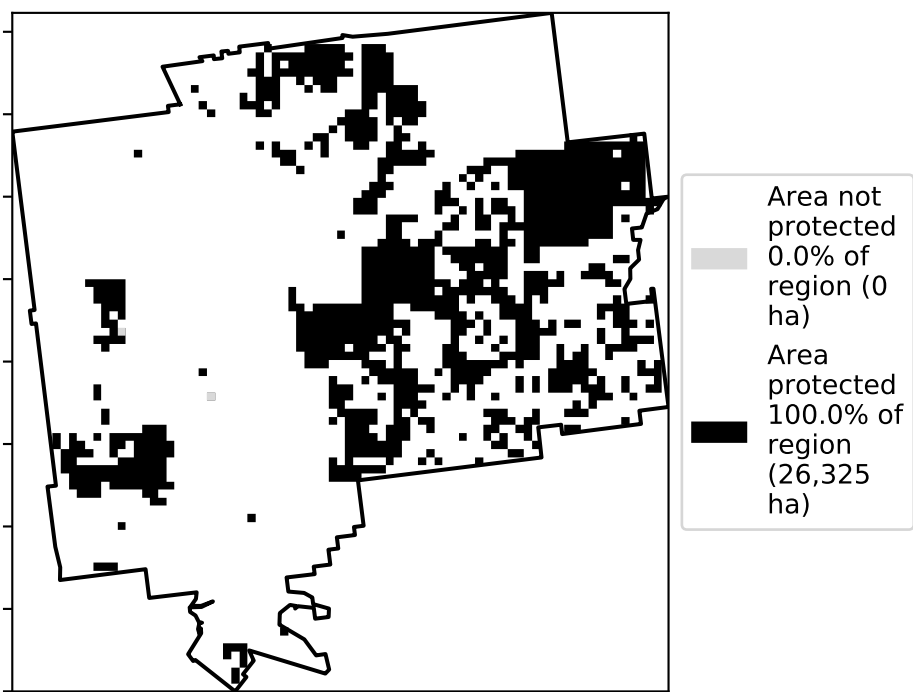 Area not
protected
0.0% of
region (0
ha)
Area
protected
100.0% of
region
(26,325
ha)